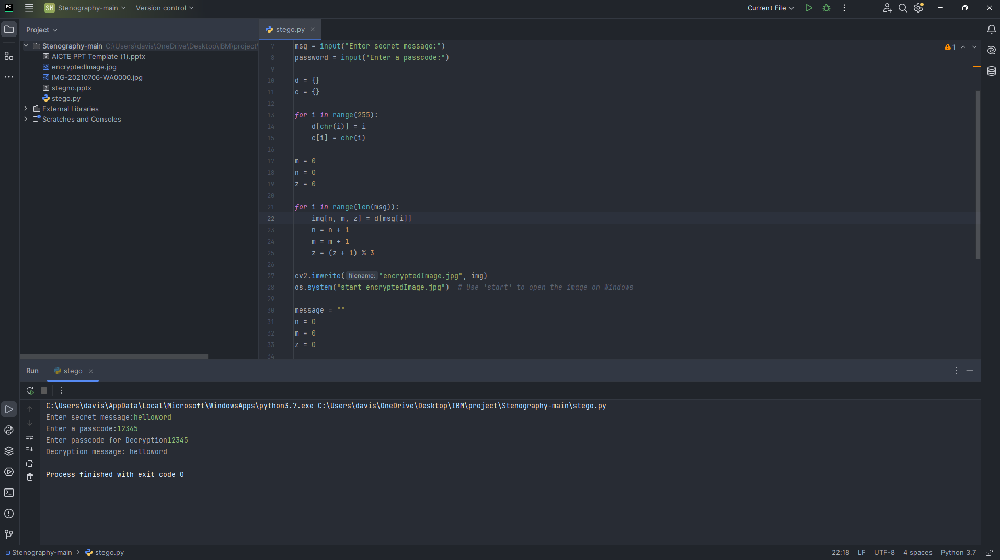 PC
SM Stenography-main Version control Current File
Project
Stenography-main C:\Users\davis\OneDrive\Desktop\IBM\project\
AICTE PPT Template (1).pptx
encryptedImage.jpg
IMG-20210706-WA0000.jpg
stegno.pptx
stego.py
External Libraries
Scratches and Consoles
stego.py
1
7 msg = input("Enter secret message:")
8 password = input("Enter a passcode:")
9
10 d = {}
11 c = {}
12
13 for i in range(255):
14 d[chr(i)] = i
15 c[i] = chr(i)
16
17 m = 0
18 n = 0
19 z = 0
20
21 for i in range(len(msg)):
22 img[n, m, z] = d[msg[i]]
23 n = n + 1
24 m = m + 1
25 z = (z + 1) % 3
26
27 cv2.imwrite( filename: "encryptedImage.jpg", img)
28 os.system("start encryptedImage.jpg")  # Use 'start' to open the image on Windows
29
30 message = ""
31 n = 0
32 m = 0
33 z = 0
34
Run stego
C:\Users\davis\AppData\Local\Microsoft\WindowsApps\python3.7.exe C:\Users\davis\OneDrive\Desktop\IBM\project\Stenography-main\stego.py
Enter secret message:helloword
Enter a passcode:12345
Enter passcode for Decryption12345
Decryption message: helloword
Process finished with exit code 0
Stenography-main > stego.py 22:18 LF UTF-8 4 spaces Python 3.7